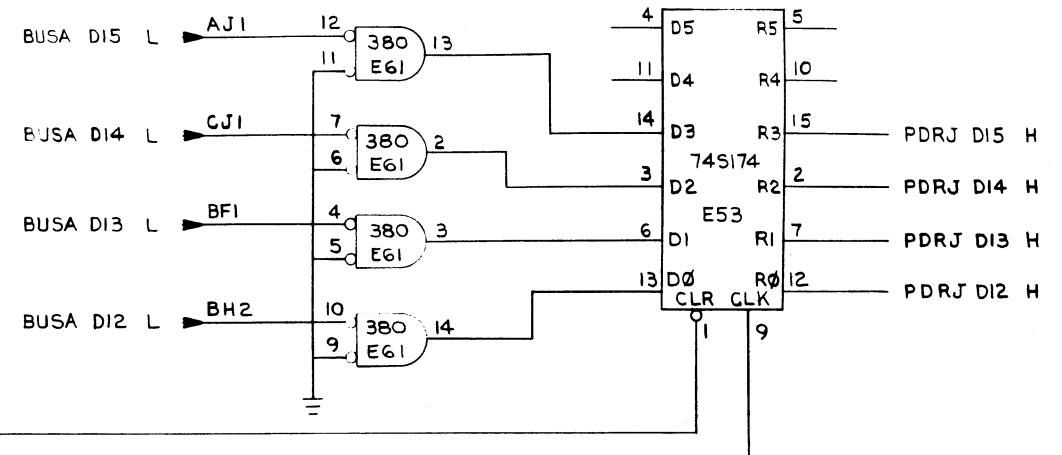 BUSA D15 L AJ1 12 380 E61 13 11
4 D5 R5 5
11 D4 R4 10
14 D3 R3 15 PDRJ D15 H
BUSA D14 L CJ1 7 380 E61 2 6
74S174
3 D2 R2 2 PDRJ D14 H
E53
BUSA D13 L BF1 4 380 E61 3 5
6 D1 R1 7 PDRJ D13 H
13 DØ RØ 12 PDRJ D12 H
CLR CLK
1 9
BUSA D12 L BH2 10 380 E61 14 9